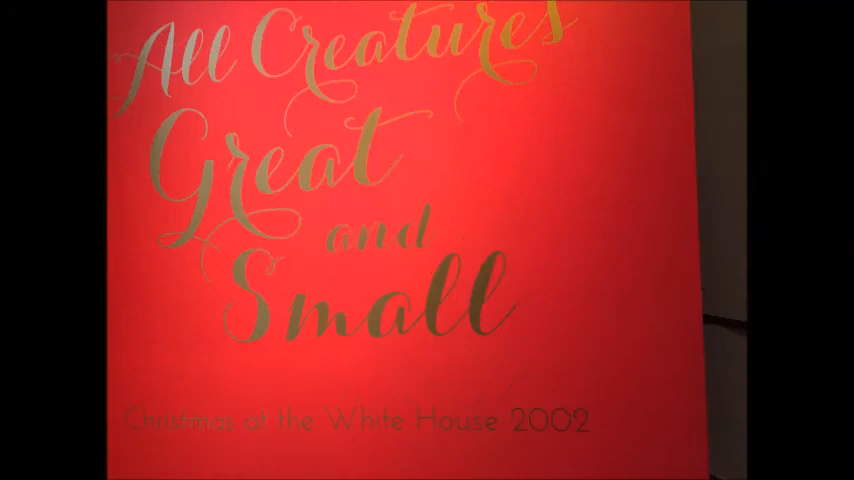 All Creatures
Great
and
Small
Christmas at the White House 2002